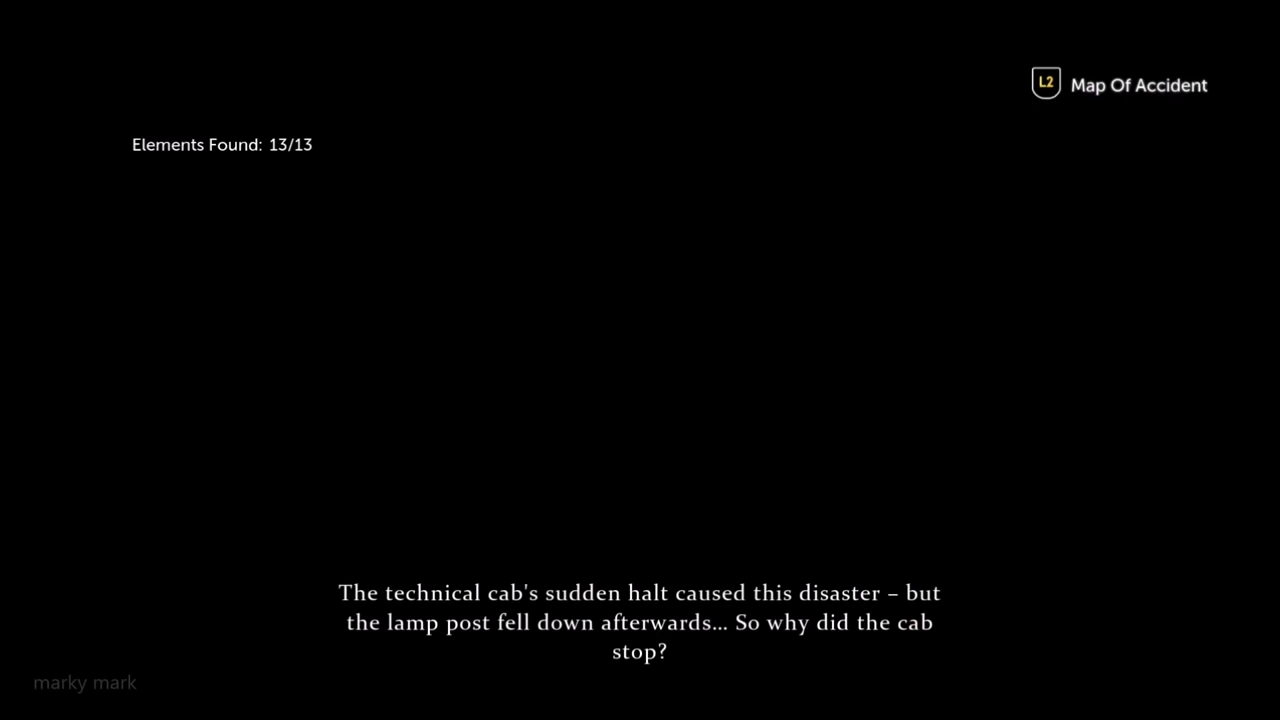 L2 Map Of Accident
Elements Found: 13/13
The technical cab's sudden halt caused this disaster – but
the lamp post fell down afterwards... So why did the cab
stop?
marky mark